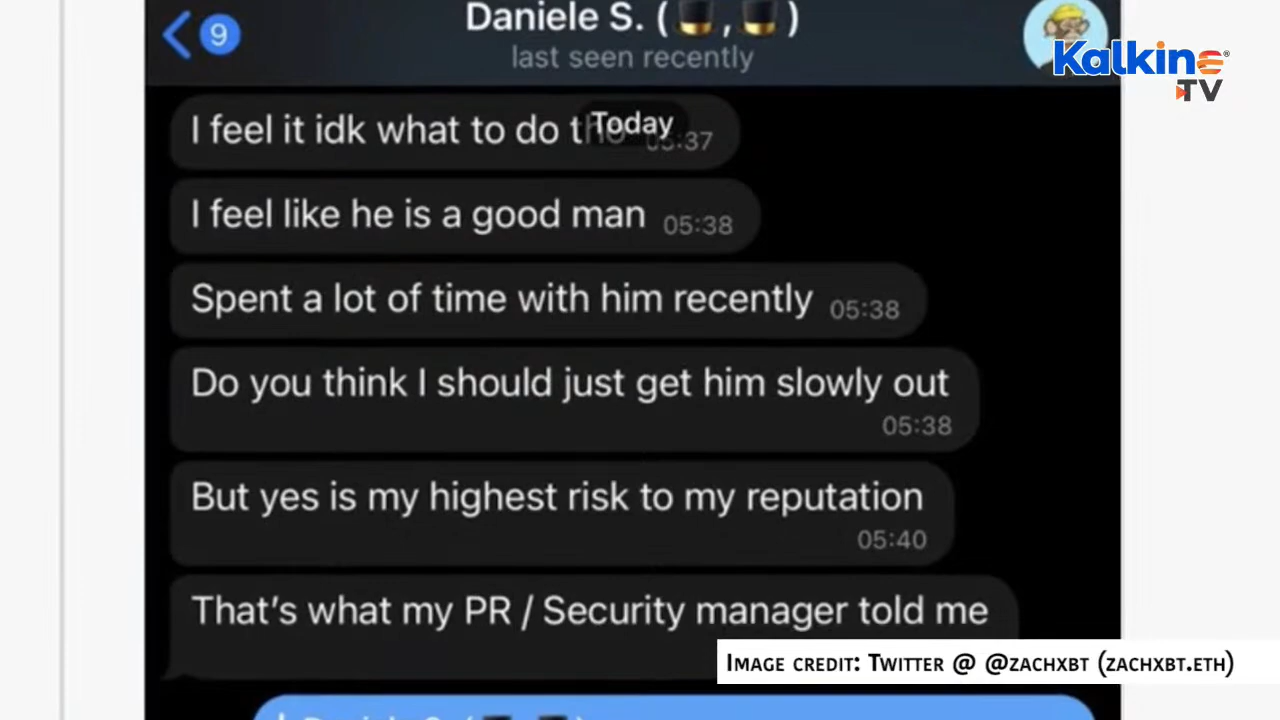 9
Daniele S. (🎩,🎩)
last seen recently
Kalkine
TV
Today
I feel it idk what to do 05:37
I feel like he is a good man 05:38
Spent a lot of time with him recently 05:38
Do you think I should just get him slowly out
05:38
But yes is my highest risk to my reputation
05:40
That's what my PR / Security manager told me
Image credit: Twitter @ @zachxbt (zachxbt.eth)